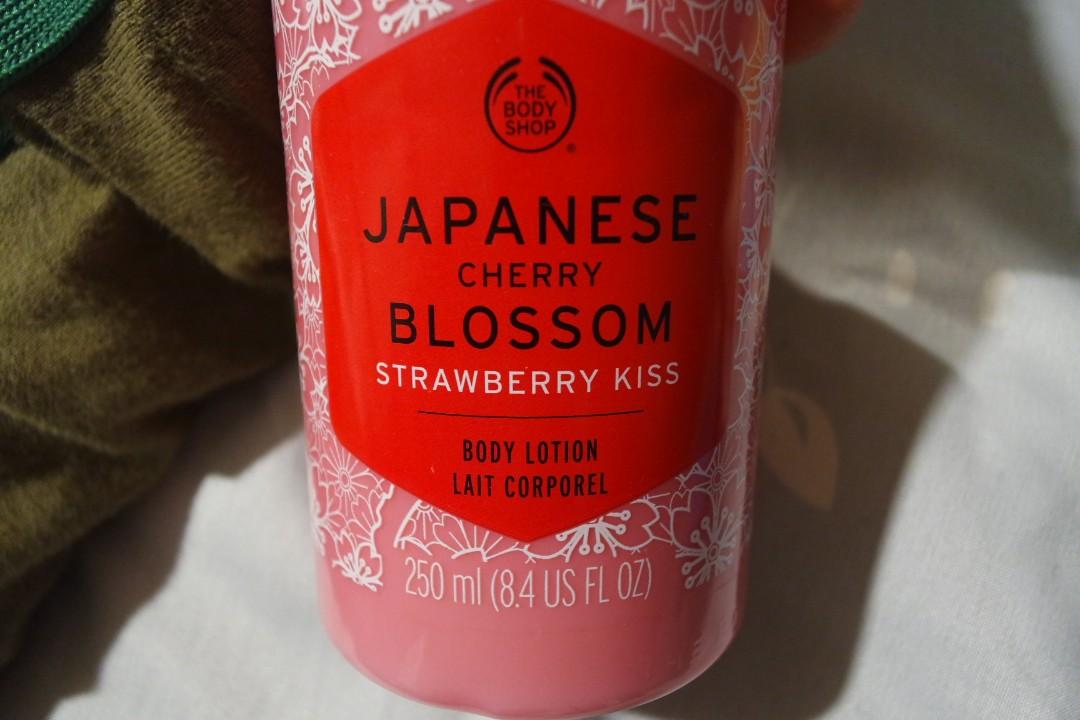 THE
BODY
SHOP
®
JAPANESE
CHERRY
BLOSSOM
STRAWBERRY KISS
BODY LOTION
LAIT CORPOREL
250 ml (8.4 US FL OZ)